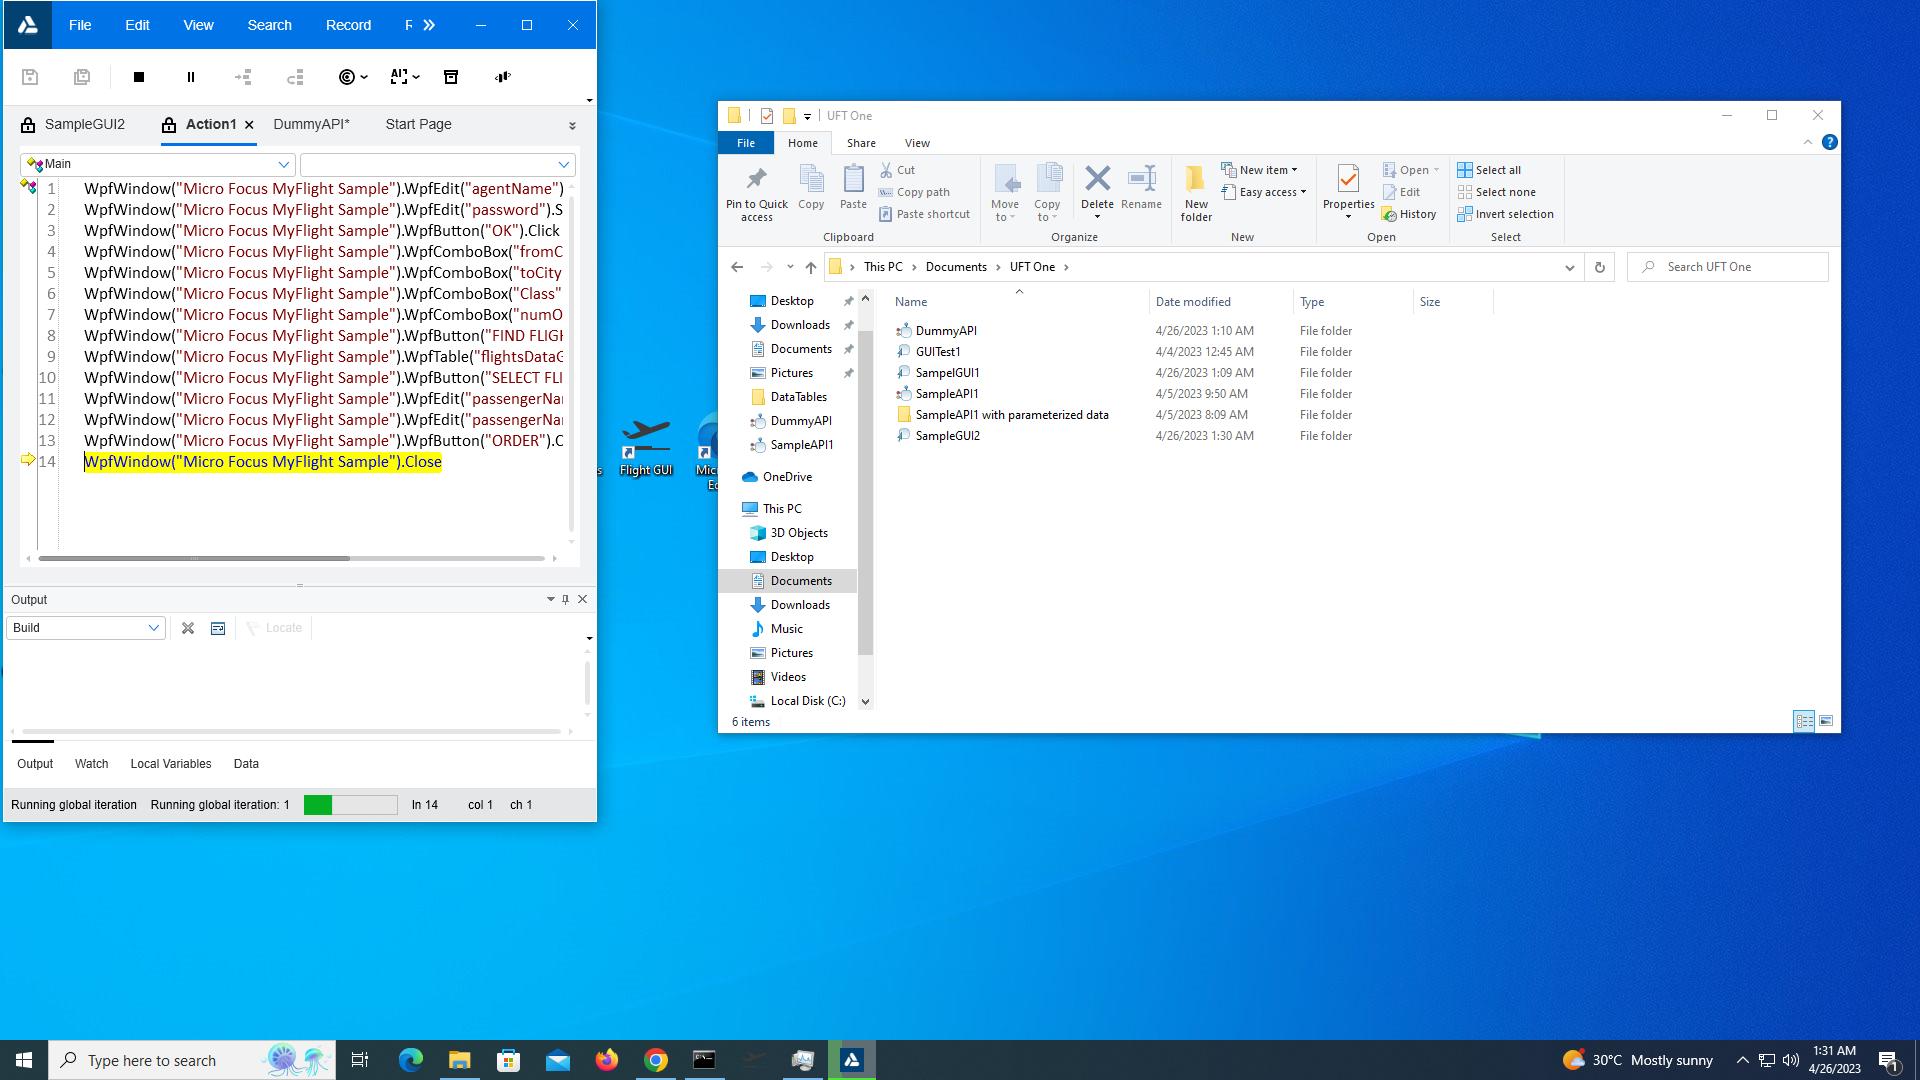 File Edit View Search Record
SampleGUI2 Action1 DummyAPI* Start Page
Main
1 WpfWindow("Micro Focus MyFlight Sample").WpfEdit("agentName")
2 WpfWindow("Micro Focus MyFlight Sample").WpfEdit("password").S
3 WpfWindow("Micro Focus MyFlight Sample").WpfButton("OK").Click
4 WpfWindow("Micro Focus MyFlight Sample").WpfComboBox("fromC
5 WpfWindow("Micro Focus MyFlight Sample").WpfComboBox("toCity
6 WpfWindow("Micro Focus MyFlight Sample").WpfComboBox("Class"
7 WpfWindow("Micro Focus MyFlight Sample").WpfComboBox("numO
8 WpfWindow("Micro Focus MyFlight Sample").WpfButton("FIND FLIGH
9 WpfWindow("Micro Focus MyFlight Sample").WpfTable("flightsDataG
10 WpfWindow("Micro Focus MyFlight Sample").WpfButton("SELECT FLI
11 WpfWindow("Micro Focus MyFlight Sample").WpfEdit("passengerNa
12 WpfWindow("Micro Focus MyFlight Sample").WpfEdit("passengerNa
13 WpfWindow("Micro Focus MyFlight Sample").WpfButton("ORDER").C
14 WpfWindow("Micro Focus MyFlight Sample").Close
Output
Build
Locate
Output Watch Local Variables Data
Running global iteration Running global iteration: 1 ln 14 col 1 ch 1
Flight GUI
UFT One
File Home Share View
Pin to Quick access
Copy
Paste
Cut
Copy path
Paste shortcut
Clipboard
Move to
Copy to
Delete
Rename
Organize
New folder
New item
Easy access
New
Properties
Open
Edit
History
Open
Select all
Select none
Invert selection
Select
This PC Documents UFT One
Search UFT One
Desktop
Downloads
Documents
Pictures
DataTables
DummyAPI
SampleAPI1
OneDrive
This PC
3D Objects
Desktop
Documents
Downloads
Music
Pictures
Videos
Local Disk (C:)
Name Date modified Type Size
DummyAPI 4/26/2023 1:10 AM File folder
GUITest1 4/4/2023 12:45 AM File folder
SampelGUI1 4/26/2023 1:09 AM File folder
SampleAPI1 4/5/2023 9:50 AM File folder
SampleAPI1 with parameterized data 4/5/2023 8:09 AM File folder
SampleGUI2 4/26/2023 1:30 AM File folder
6 items
Type here to search
30°C Mostly sunny
1:31 AM
4/26/2023
1